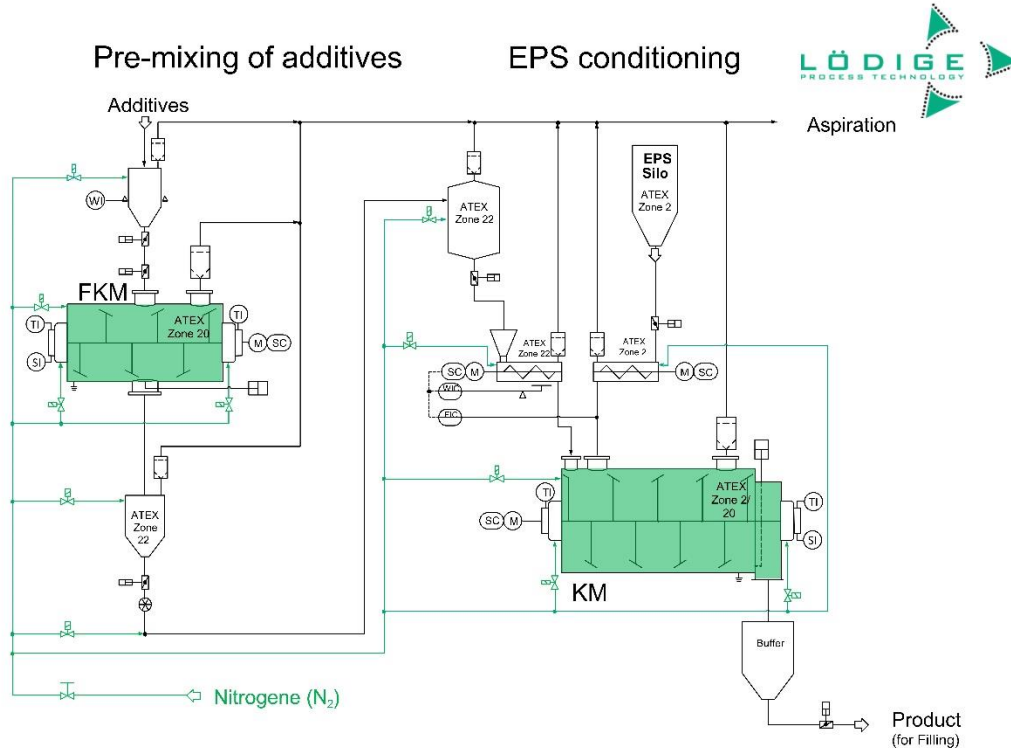 Pre-mixing of additives
EPS conditioning
LÖDIGE
PROCESS TECHNOLOGY
Additives
Aspiration
WI
EPS
Silo
ATEX
Zone 2
ATEX
Zone 22
FKM
ATEX
Zone 20
TI
SI
TI
M
SC
ATEX
Zone 22
ATEX
Zone 2
SC
M
M
SC
WIC
FIC
ATEX
Zone
22
ATEX
Zone 2/
20
TI
SC
M
TI
SI
KM
Buffer
Nitrogene (N₂)
Product
(for Filling)